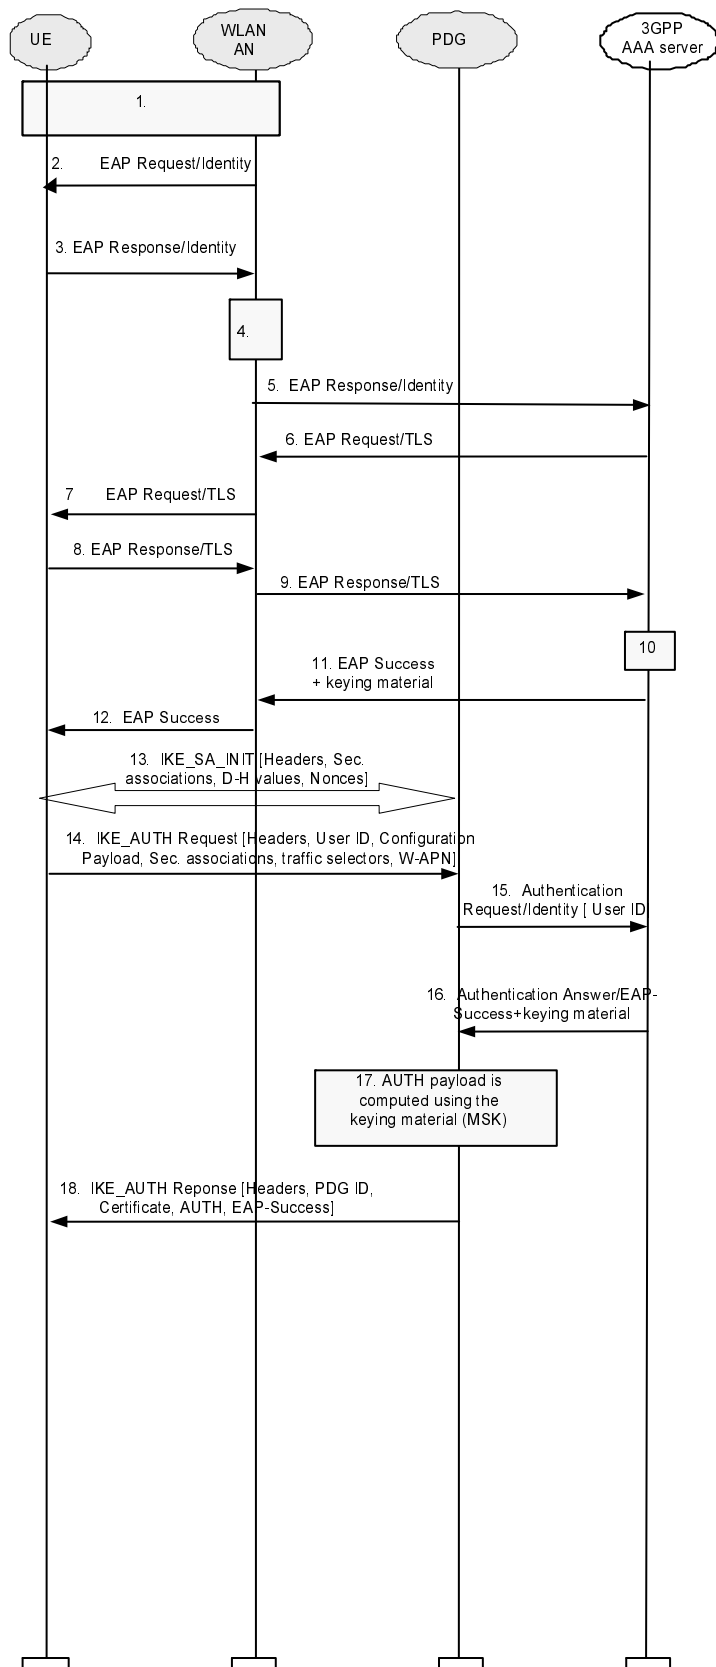 UE
WLAN
AN
PDG
3GPP
AAA server
1.
2. EAP Request/Identity
3. EAP Response/Identity
4.
5. EAP Response/Identity
6. EAP Request/TLS
7 EAP Request/TLS
8. EAP Response/TLS
9. EAP Response/TLS
10
11. EAP Success
+ keying material
12. EAP Success
13. IKE_SA_INIT [Headers, Sec.
associations, D-H values, Nonces]
14. IKE_AUTH Request [Headers, User ID, Configuration
Payload, Sec. associations, traffic selectors, W-APN]
15. Authentication
Request/Identity [ User ID
16. Authentication Answer/EAP-
Success+keying material
17. AUTH payload is
computed using the
keying material (MSK)
18. IKE_AUTH Reponse [Headers, PDG ID,
Certificate, AUTH, EAP-Success]